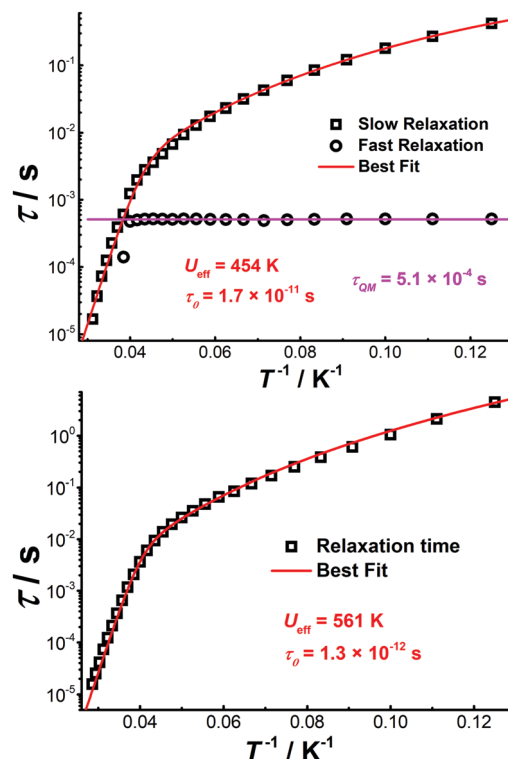 τ / s
10⁻¹
10⁻²
10⁻³
10⁻⁴
10⁻⁵
Slow Relaxation
Fast Relaxation
Best Fit
U_eff = 454 K
τ_0 = 1.7 × 10⁻¹¹ s
τ_QM = 5.1 × 10⁻⁴ s
0.04 0.06 0.08 0.10 0.12
T⁻¹ / K⁻¹
τ / s
10⁰
10⁻¹
10⁻²
10⁻³
10⁻⁴
10⁻⁵
Relaxation time
Best Fit
U_eff = 561 K
τ_0 = 1.3 × 10⁻¹² s
0.04 0.06 0.08 0.10 0.12
T⁻¹ / K⁻¹